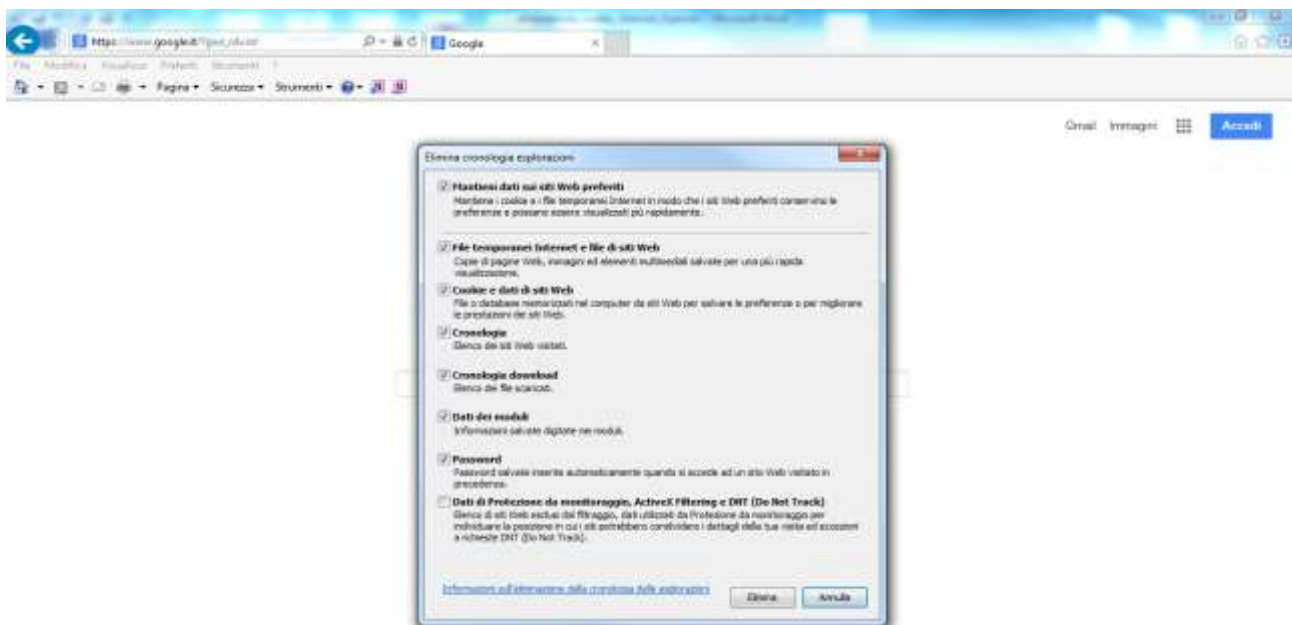 Google
Pagina Sicurezza Strumenti
Gmail Immagini Accedi
Elimina cronologia esplorazioni
Mantieni dati sui siti Web preferiti
Mantiene i cookie e i file temporanei Internet in modo che i siti Web preferiti conservino le
preferenze e possano essere visualizzati più rapidamente.
File temporanei Internet e file di siti Web
Copie di pagine Web, immagini ed elementi multimediali salvate per una più rapida
visualizzazione.
Cookie e dati di siti Web
File o database memorizzati nel computer da siti Web per salvare le preferenze o per migliorare
le prestazioni dei siti Web.
Cronologia
Elenco dei siti Web visitati.
Cronologia download
Elenco dei file scaricati.
Dati dei moduli
Informazioni salvate digitate nei moduli.
Password
Password salvate inserite automaticamente quando si accede ad un sito Web visitato in
precedenza.
Dati di Protezione da monitoraggio, ActiveX Filtering e DNT (Do Not Track)
Elenco di siti Web esclusi dal filtraggio, dati utilizzati da Protezione da monitoraggio per
individuare la posizione in cui i siti potrebbero condividere i dettagli della tua visita ed eccezioni
a richieste DNT (Do Not Track).
Informazioni sull'eliminazione della cronologia delle esplorazioni
Elimina Annulla